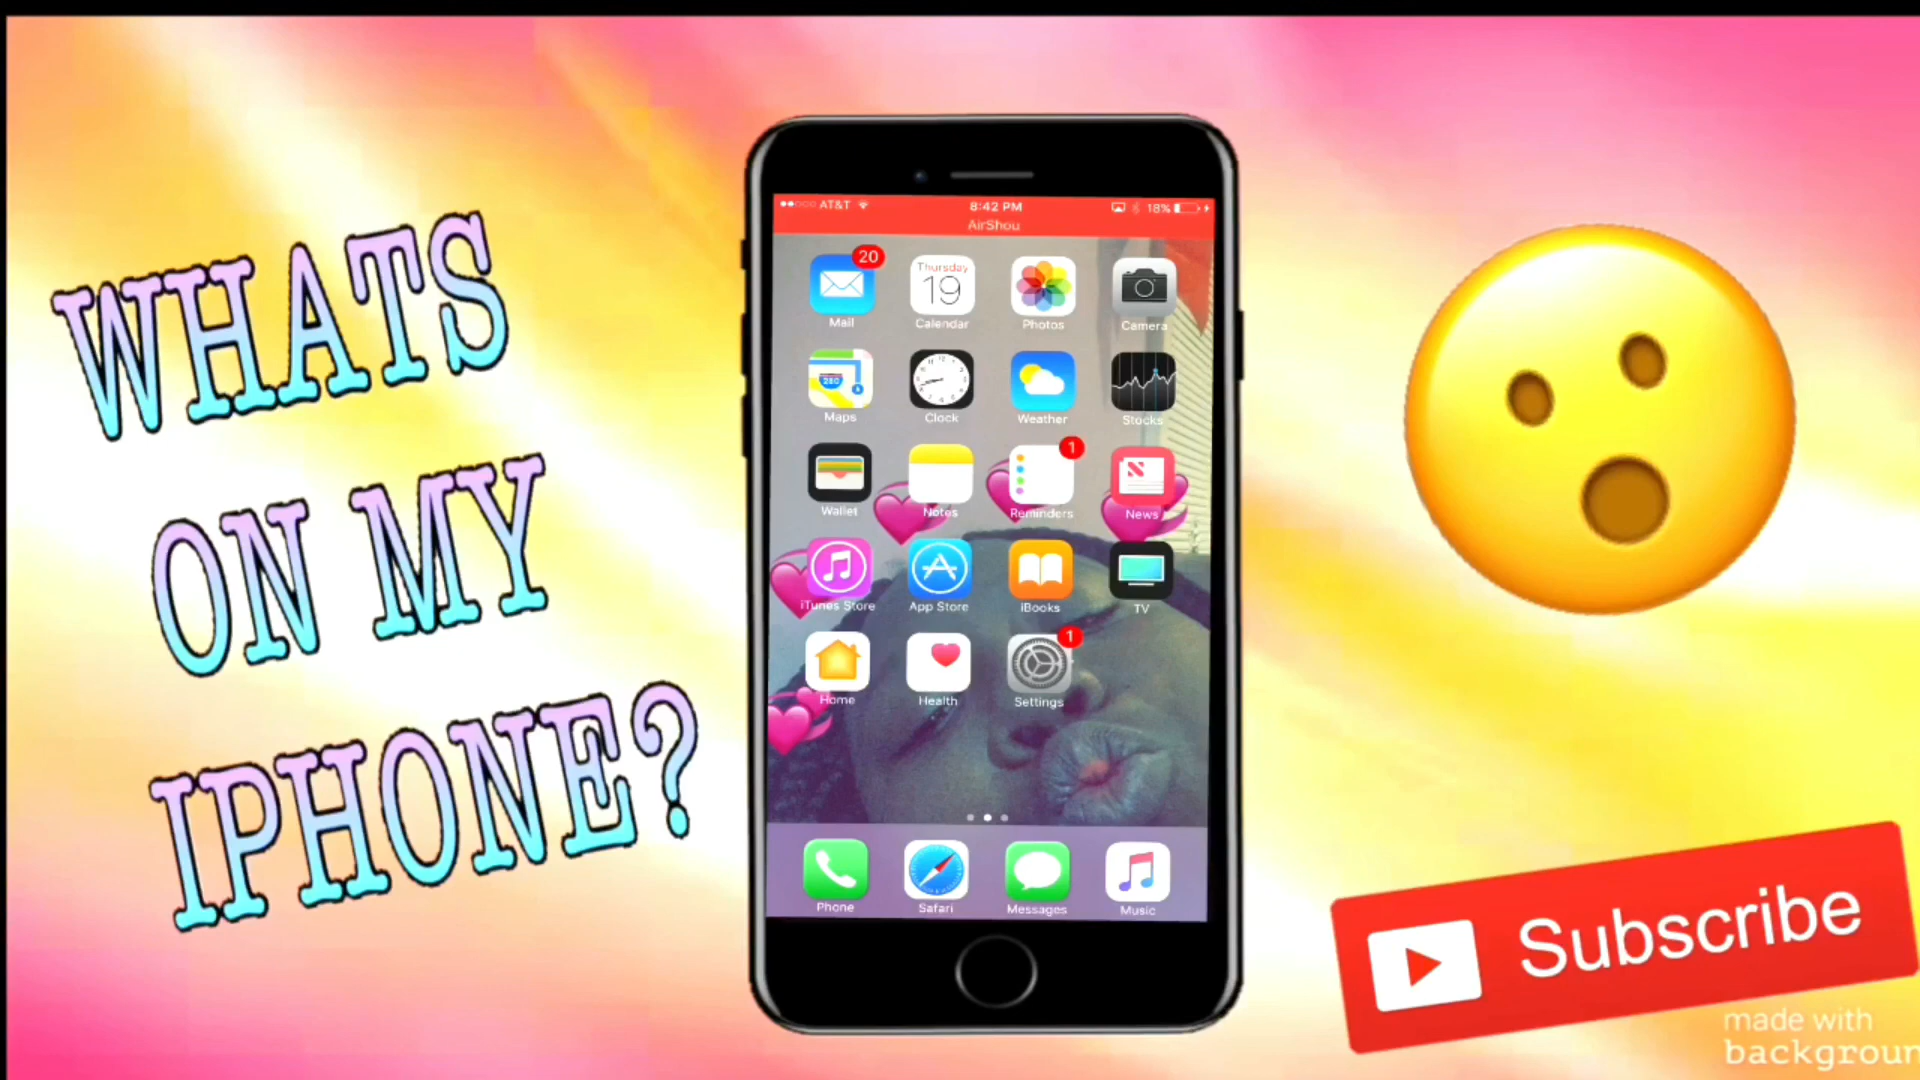 WHATS
ON MY
IPHONE?
AT&T 8:42 PM 18%
AirShou
20
Thursday
19
Mail Calendar Photos Camera
280
Maps Clock Weather Stocks
1
Wallet Notes Reminders News
iTunes Store App Store iBooks TV
1
Home Health Settings
Phone Safari Messages Music
Subscribe
made with
backgroun